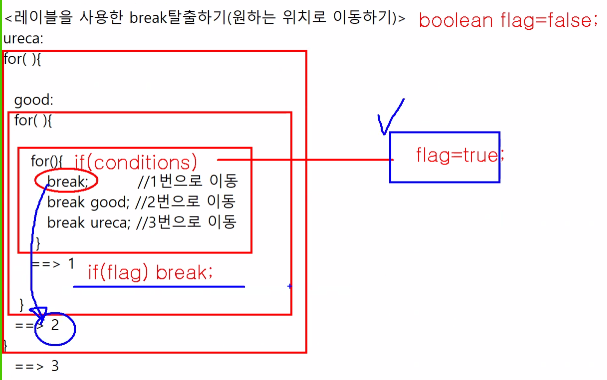 <레이블을 사용한 break탈출하기(원하는 위치로 이동하기)> boolean flag=false;
ureca:
for( ){
good:
for( ){
for(){ if(conditions) flag=true;
break; //1번으로 이동
break good; //2번으로 이동
break ureca; //3번으로 이동
}
==> 1
if(flag) break;
}
==> 2
}
==> 3